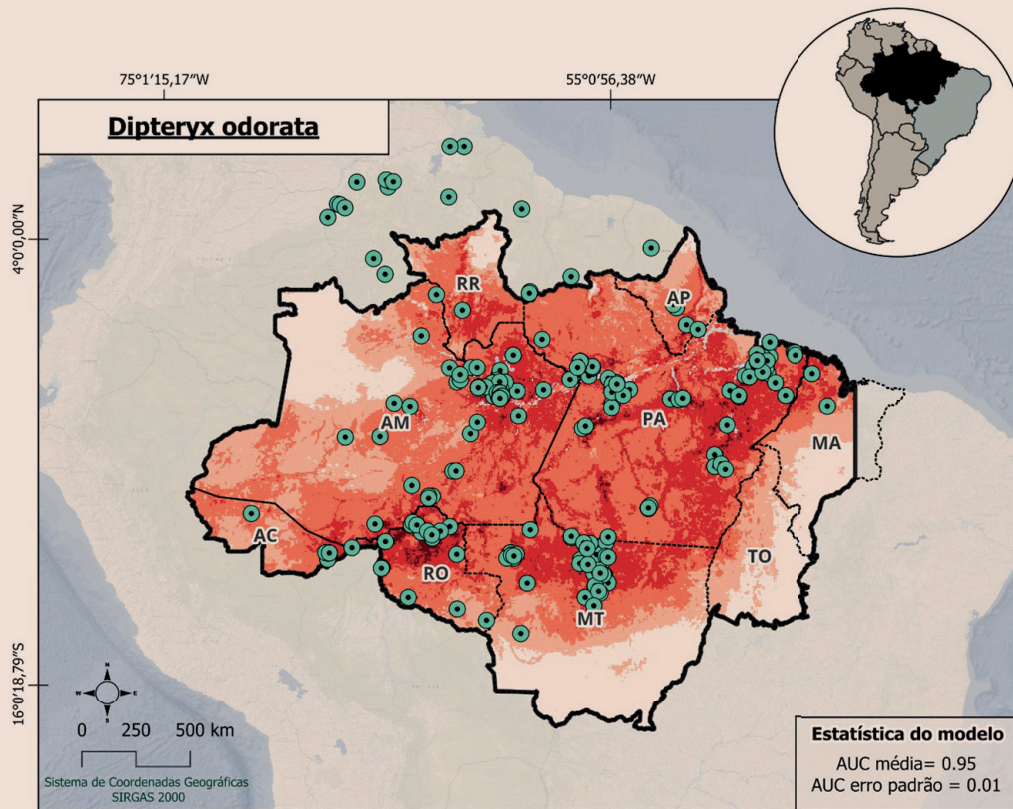 75°1'15,17"W
55°0'56,38"W
Dipteryx odorata
4°0'0,00"N
RR
AP
AM
PA
MA
AC
RO
TO
MT
16°0'18,79"S
N
W
E
S
0 250 500 km
Sistema de Coordenadas Geográficas
SIRGAS 2000
Estatística do modelo
AUC média= 0.95
AUC erro padrão = 0.01